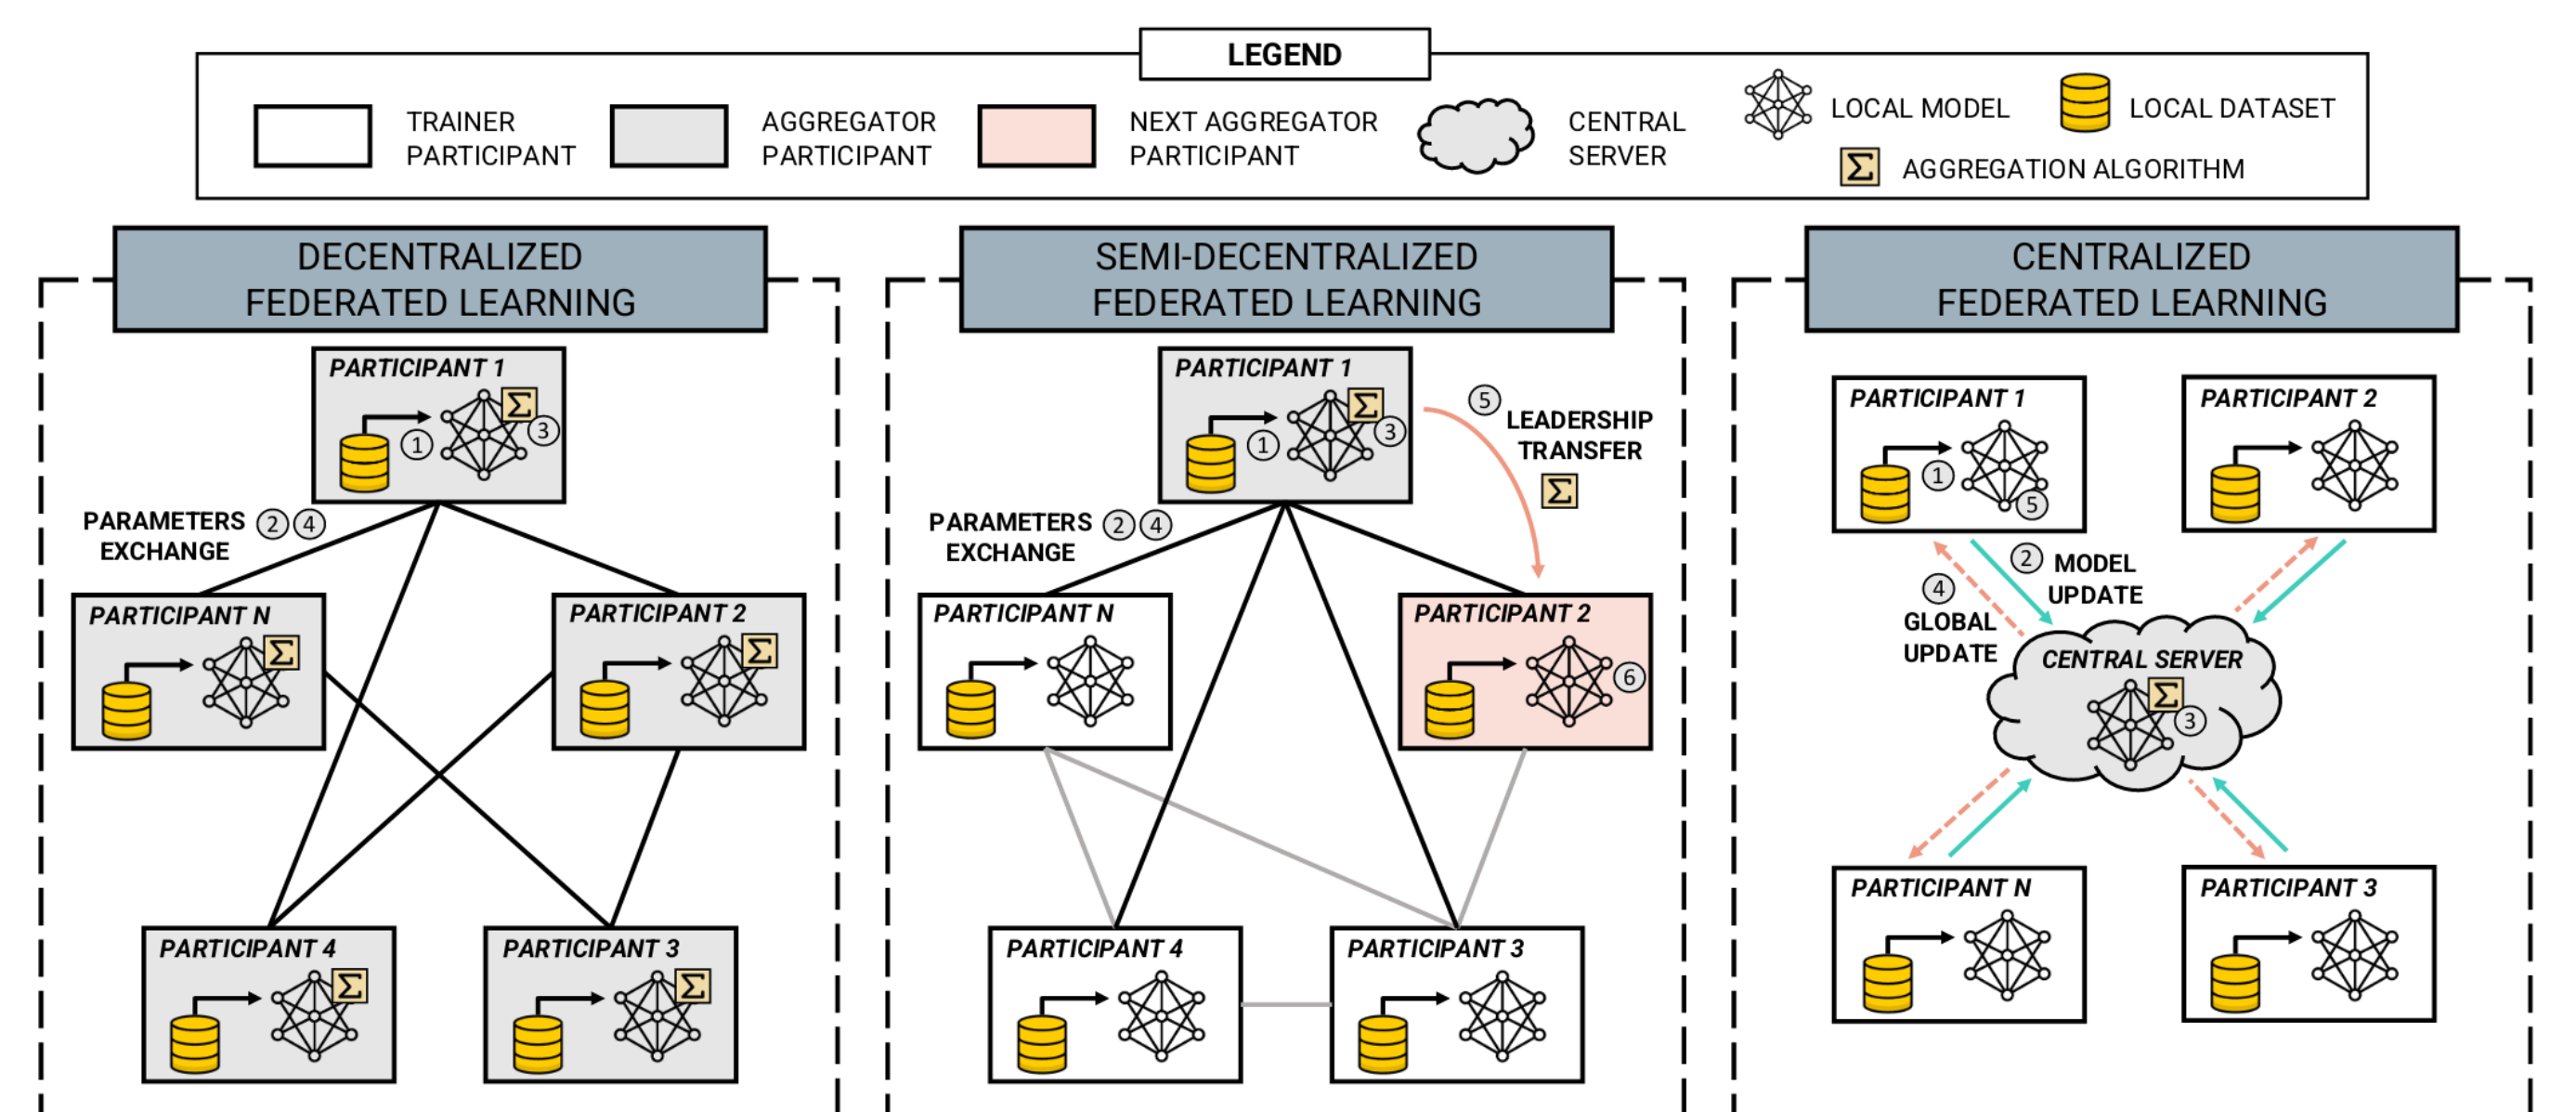 LEGEND
TRAINER
PARTICIPANT
AGGREGATOR
PARTICIPANT
NEXT AGGREGATOR
PARTICIPANT
CENTRAL
SERVER
LOCAL MODEL
LOCAL DATASET
Σ AGGREGATION ALGORITHM
DECENTRALIZED
FEDERATED LEARNING
PARTICIPANT 1
Σ
1 3
PARAMETERS 2 4
EXCHANGE
PARTICIPANT N
Σ
PARTICIPANT 2
Σ
PARTICIPANT 4
Σ
PARTICIPANT 3
Σ
SEMI-DECENTRALIZED
FEDERATED LEARNING
PARTICIPANT 1
Σ
1 3
5
LEADERSHIP
TRANSFER
Σ
PARAMETERS 2 4
EXCHANGE
PARTICIPANT N
PARTICIPANT 2
6
PARTICIPANT 4
PARTICIPANT 3
CENTRALIZED
FEDERATED LEARNING
PARTICIPANT 1
1
5
PARTICIPANT 2
2 MODEL
UPDATE
4
GLOBAL
UPDATE
CENTRAL SERVER
Σ
3
PARTICIPANT N
PARTICIPANT 3